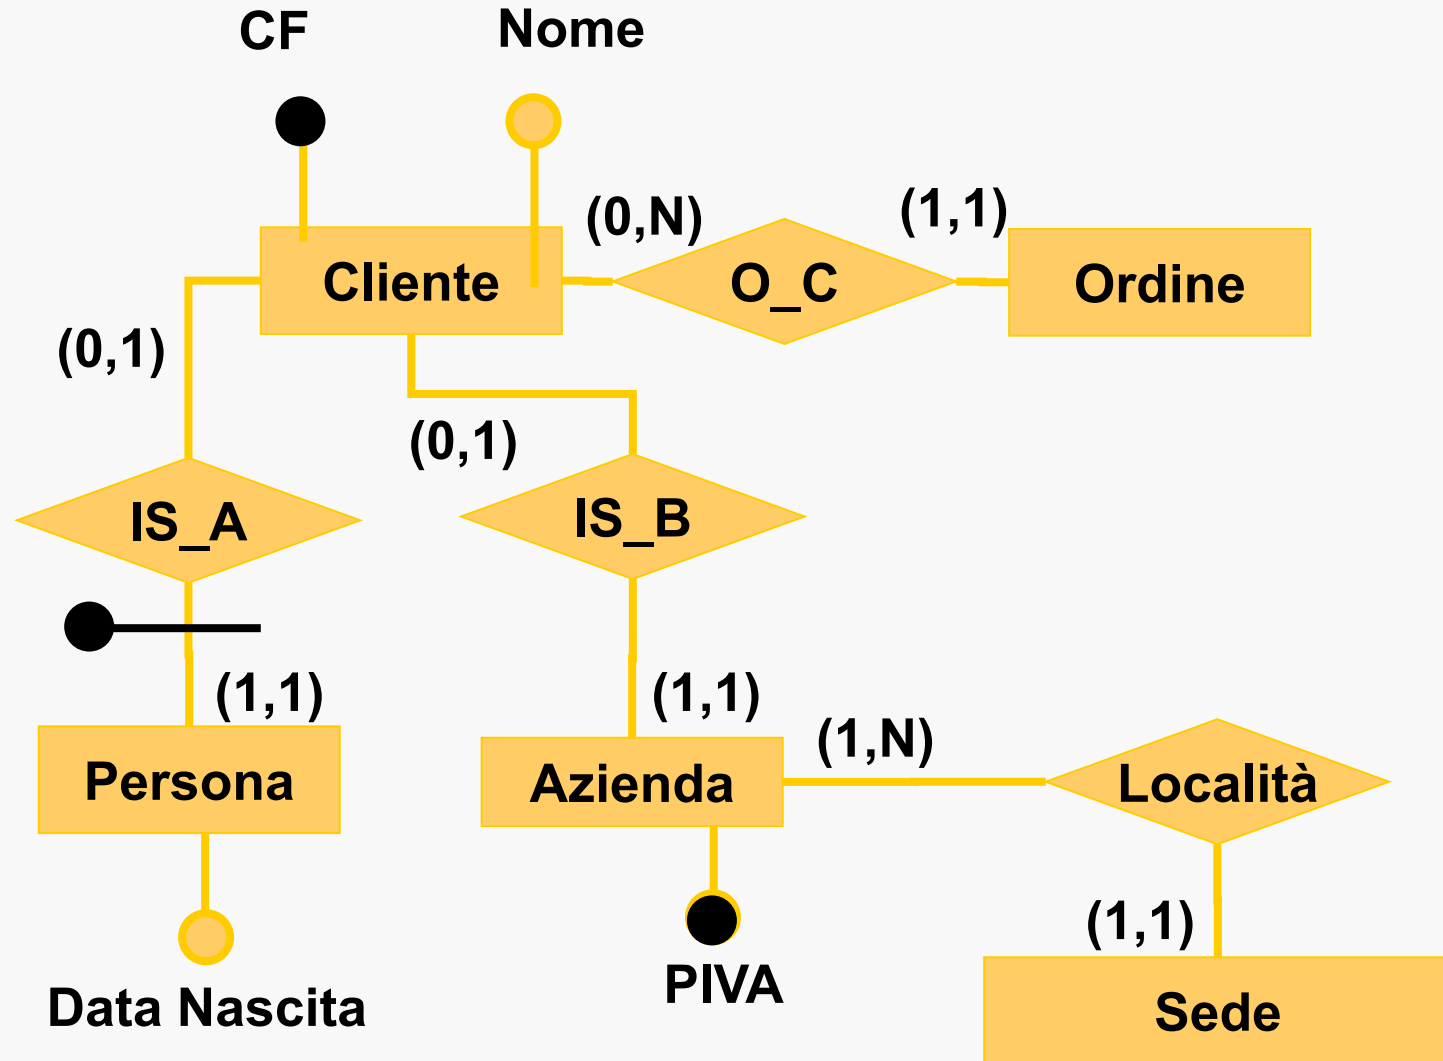 CF
Nome
(0,N)
(1,1)
Cliente
O_C
Ordine
(0,1)
(0,1)
IS_A
IS_B
(1,1)
(1,1)
(1,N)
Persona
Azienda
Località
(1,1)
PIVA
Data Nascita
Sede